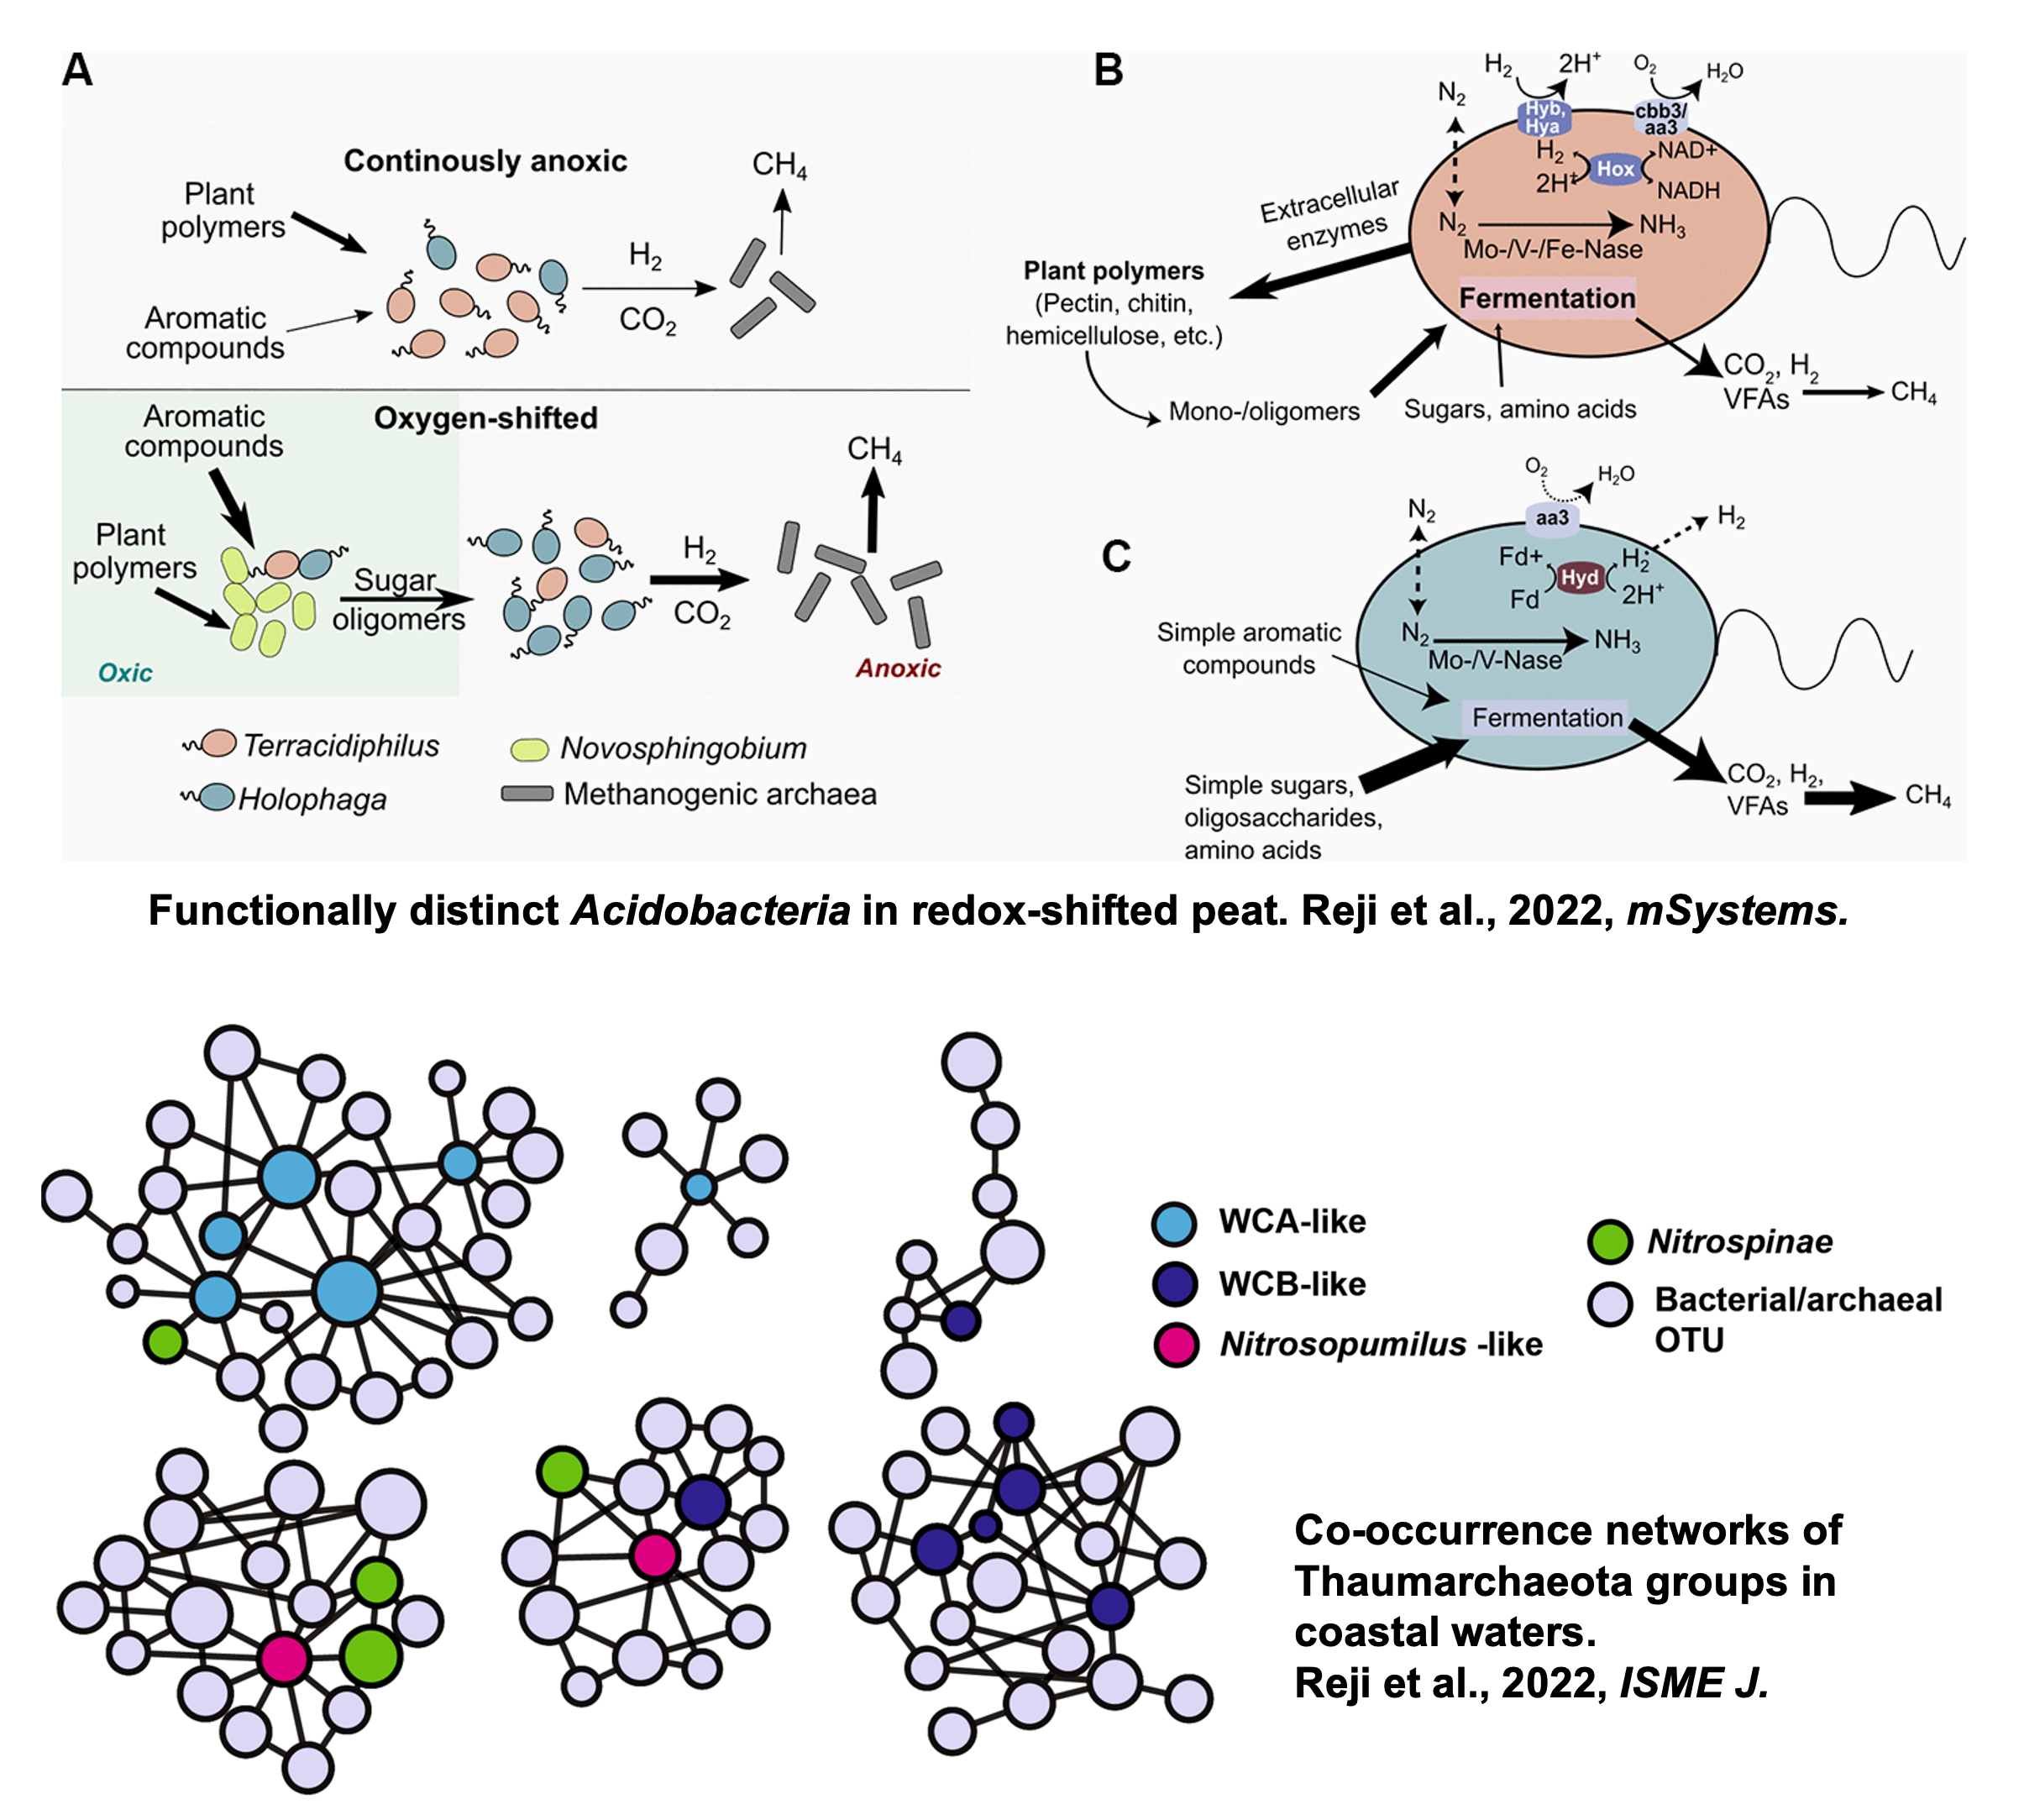 A
Continously anoxic
Plant
polymers
Aromatic
compounds
H2
CO2
CH4
Oxygen-shifted
Aromatic
compounds
Plant
polymers
Sugar
oligomers
H2
CO2
CH4
Oxic
Anoxic
Terracidiphilus
Novosphingobium
Holophaga
Methanogenic archaea
B
H2
2H+
O2
H2O
N2
Hyb,
Hya
cbb3/
aa3
H2
2H+
Hox
NAD+
NADH
N2
NH3
Mo-/V-/Fe-Nase
Extracellular
enzymes
Plant polymers
(Pectin, chitin,
hemicellulose, etc.)
Fermentation
Mono-/oligomers
Sugars, amino acids
CO2, H2
VFAs
CH4
C
O2
H2O
N2
aa3
H2
Fd+
Fd
Hyd
H2
2H+
N2
NH3
Mo-/V-Nase
Simple aromatic
compounds
Fermentation
Simple sugars,
oligosaccharides,
amino acids
CO2, H2,
VFAs
CH4
Functionally distinct Acidobacteria in redox-shifted peat. Reji et al., 2022, mSystems.
WCA-like
WCB-like
Nitrosopumilus -like
Nitrospinae
Bacterial/archaeal
OTU
Co-occurrence networks of
Thaumarchaeota groups in
coastal waters.
Reji et al., 2022, ISME J.